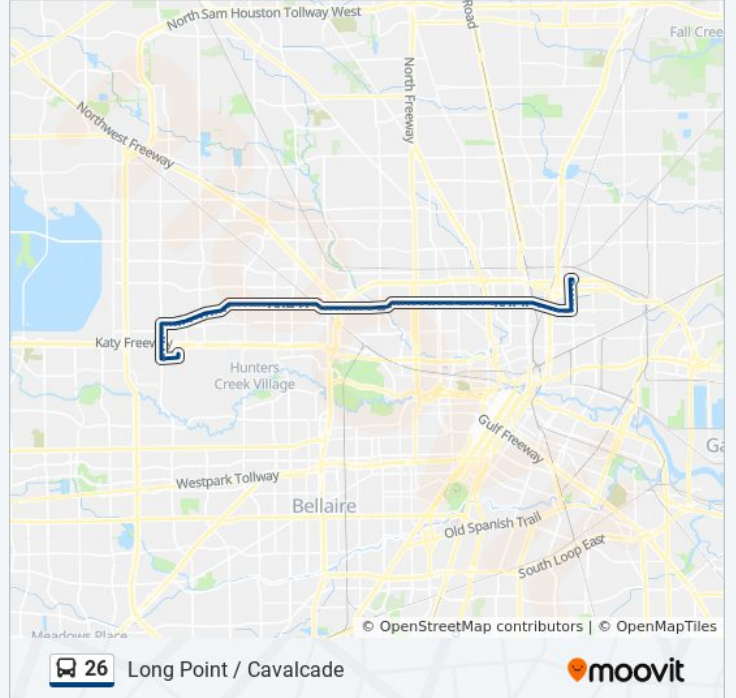 North Sam Houston Tollway West
Road
Fall Cree
North Freeway
Northwest Freeway
Katy Freeway
Hunters
Creek Village
Gulf Freeway
Ga
Westpark Tollway
Bellaire
Old Spanish Trail
South Loop East
Meadows Place
© OpenStreetMap contributors | © OpenMapTiles
26 Long Point / Cavalcade
moovit